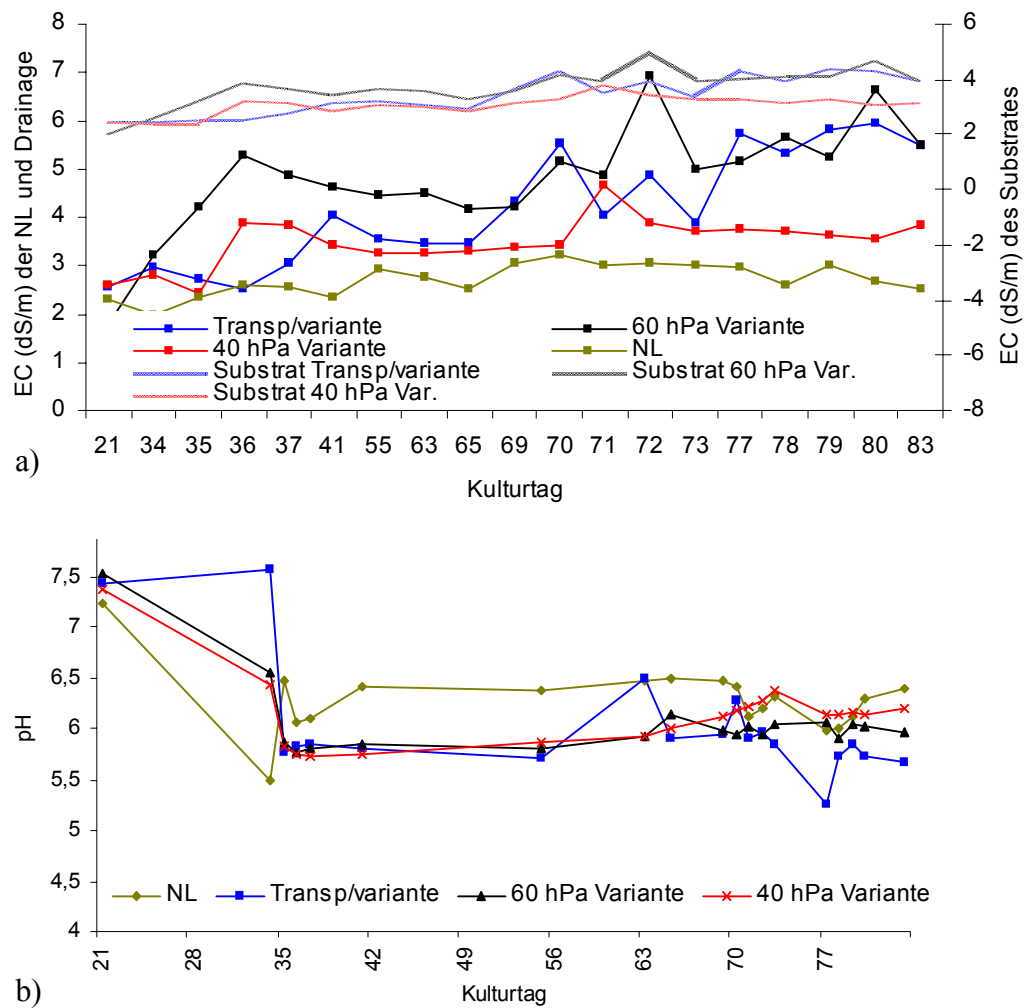 EC (dS/m) der NL und Drainage
8
7
6
5
4
3
2
1
0
6
4
2
0
-2
-4
-6
-8
EC (dS/m) des Substrates
Transp/variante
60 hPa Variante
40 hPa Variante
NL
Substrat Transp/variante
Substrat 60 hPa Var.
Substrat 40 hPa Var.
21 34 35 36 37 41 55 63 65 69 70 71 72 73 77 78 79 80 83
a)
Kulturtag
pH
7,5
7
6,5
6
5,5
5
4,5
4
NL
Transp/variante
60 hPa Variante
40 hPa Variante
21 28 35 42 49 56 63 70 77
b)
Kulturtag